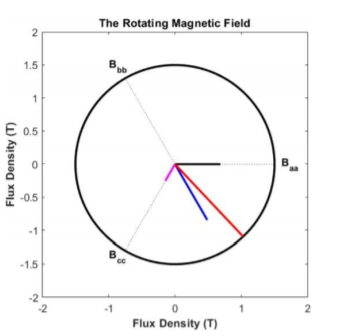 The Rotating Magnetic Field
2
1.5
1
0.5
0
-0.5
-1
-1.5
-2
Flux Density (T)
B_bb
B_aa
B_cc
-2
-1
0
1
2
Flux Density (T)